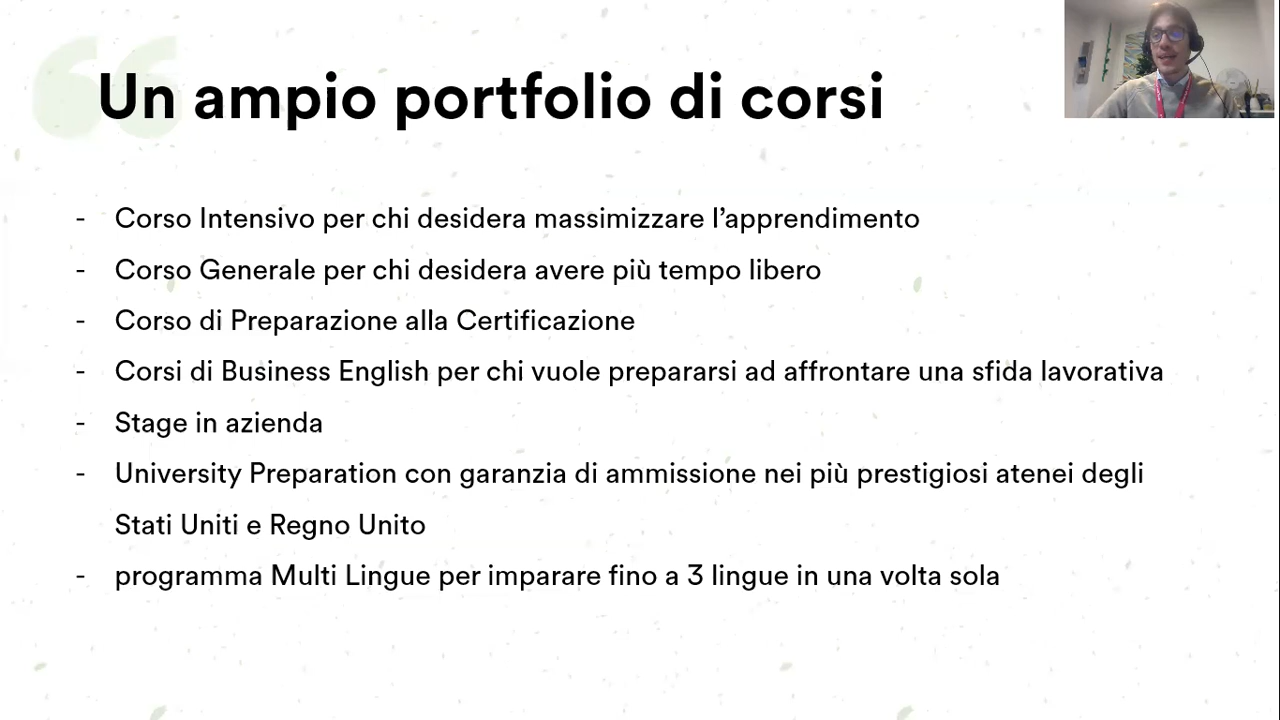 Un ampio portfolio di corsi
- Corso Intensivo per chi desidera massimizzare l’apprendimento
- Corso Generale per chi desidera avere più tempo libero
- Corso di Preparazione alla Certificazione
- Corsi di Business English per chi vuole prepararsi ad affrontare una sfida lavorativa
- Stage in azienda
- University Preparation con garanzia di ammissione nei più prestigiosi atenei degli
Stati Uniti e Regno Unito
- programma Multi Lingue per imparare fino a 3 lingue in una volta sola